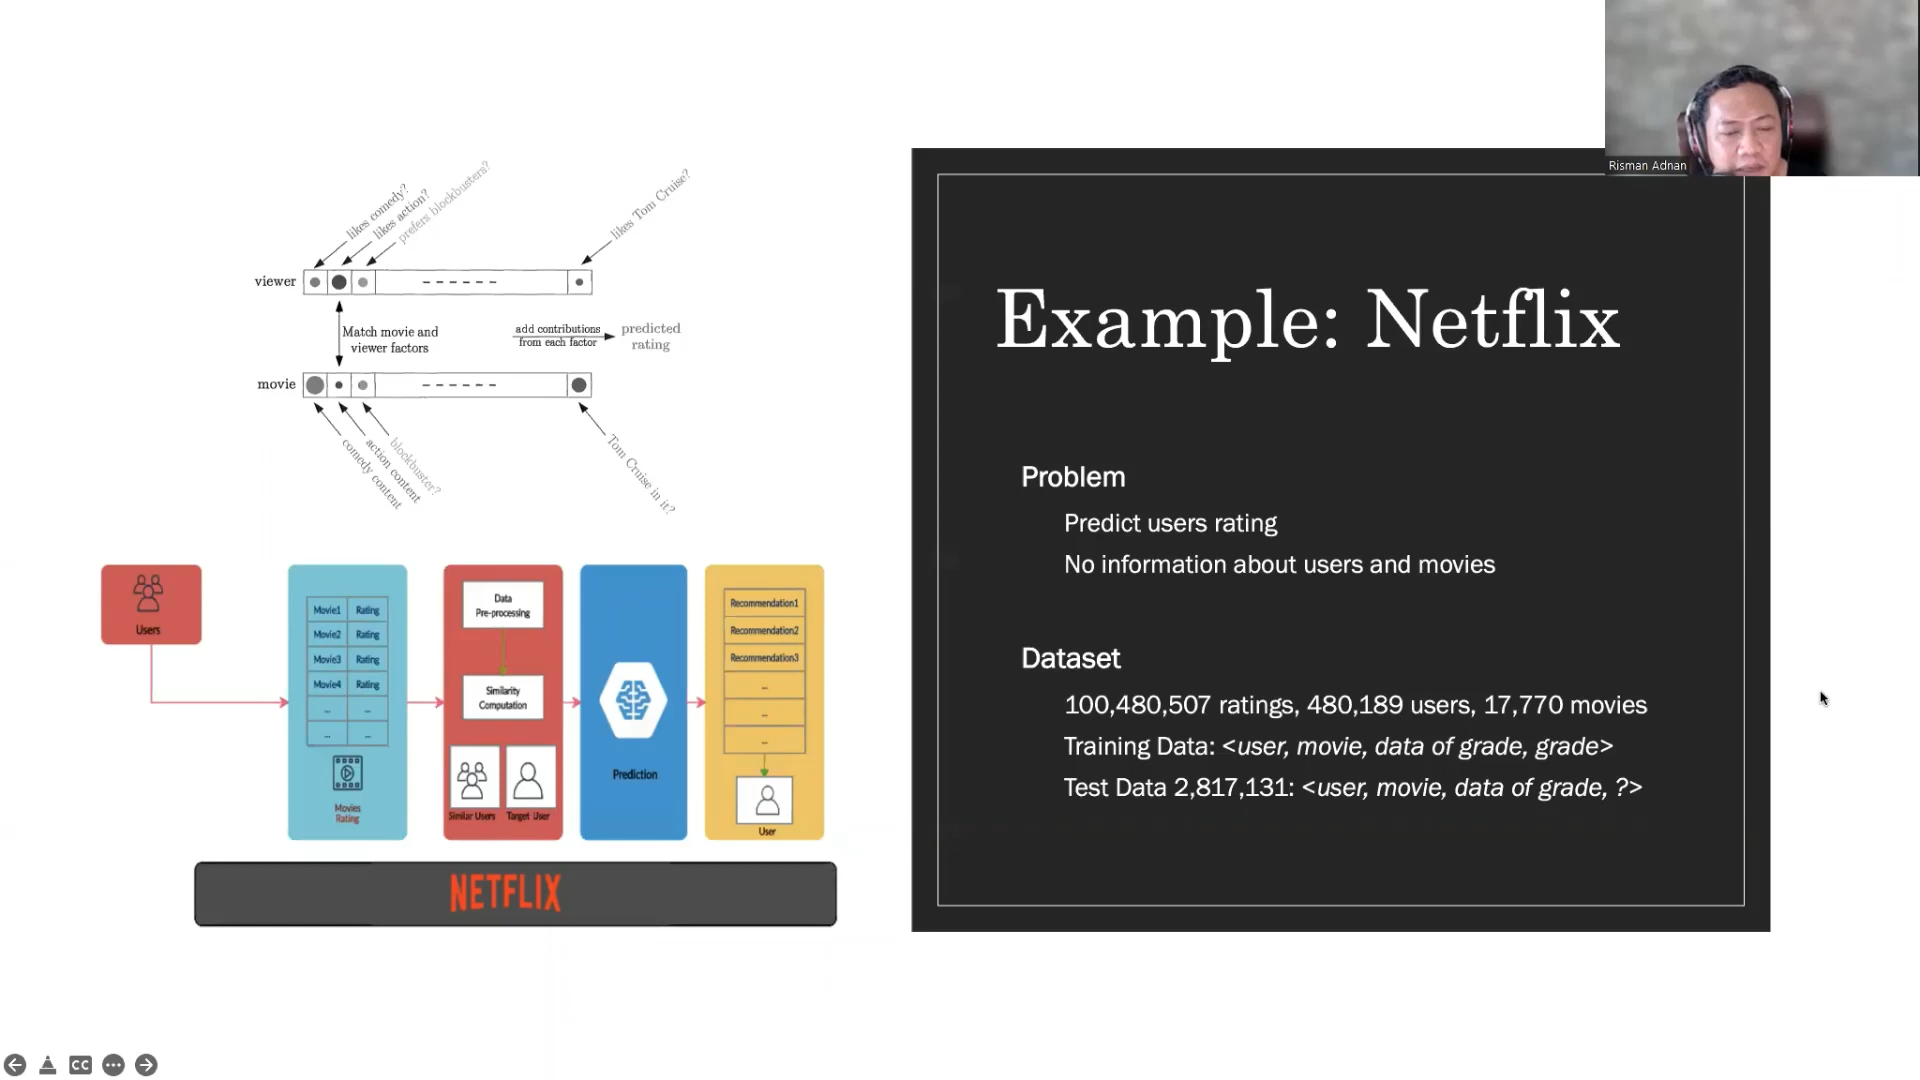 Risman Adnan
likes comedy?
likes action?
prefers blockbusters?
likes Tom Cruise?
viewer
Match movie and
viewer factors
add contributions
from each factor
predicted
rating
movie
comedy content
action content
blockbuster?
Tom Cruise in it?
Users
Movie1 Rating
Movie2 Rating
Movie3 Rating
Movie4 Rating
... ...
... ...
Movies
Rating
Data
Pre-processing
Similarity
Computation
Similar Users
Target User
Prediction
Recommendation1
Recommendation2
Recommendation3
...
...
...
User
NETFLIX
Example: Netflix
Problem
Predict users rating
No information about users and movies
Dataset
100,480,507 ratings, 480,189 users, 17,770 movies
Training Data: <user, movie, data of grade, grade>
Test Data 2,817,131: <user, movie, data of grade, ?>
CC